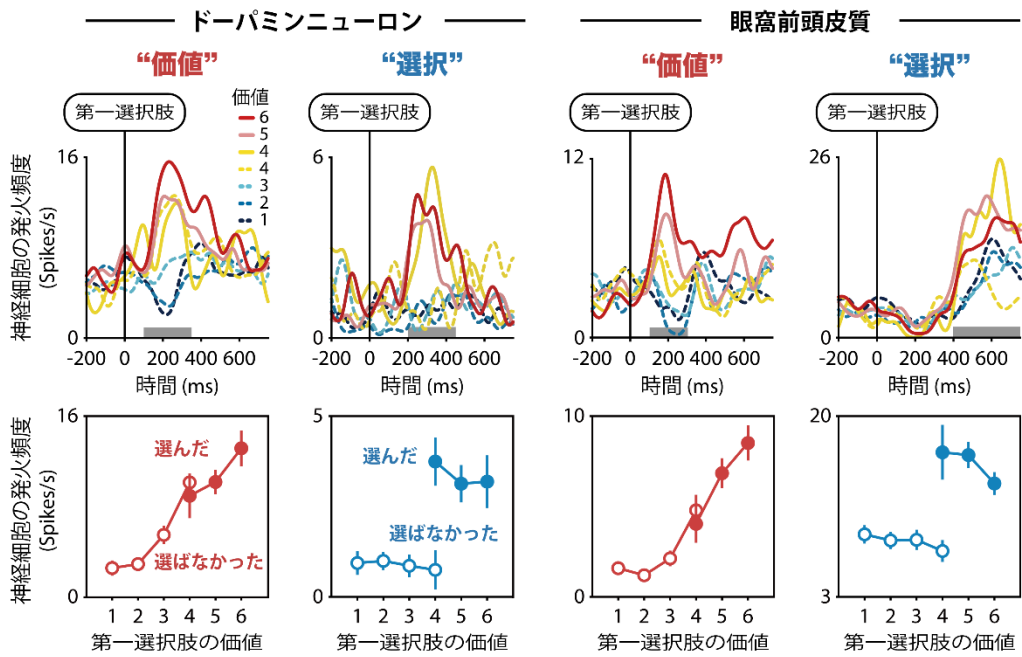 ドーパミンニューロン
眼窩前頭皮質
“価値”
“選択”
“価値”
“選択”
第一選択肢
価値
6
5
4
4
3
2
1
第一選択肢
第一選択肢
第一選択肢
神経細胞の発火頻度
(Spikes/s)
16
0
-200 0 200 400 600
時間 (ms)
6
0
-200 0 200 400 600
時間 (ms)
12
0
-200 0 200 400 600
時間 (ms)
26
0
-200 0 200 400 600
時間 (ms)
神経細胞の発火頻度
(Spikes/s)
16
0
選んだ
選ばなかった
1 2 3 4 5 6
第一選択肢の価値
5
0
選んだ
選ばなかった
1 2 3 4 5 6
第一選択肢の価値
10
0
1 2 3 4 5 6
第一選択肢の価値
20
3
1 2 3 4 5 6
第一選択肢の価値